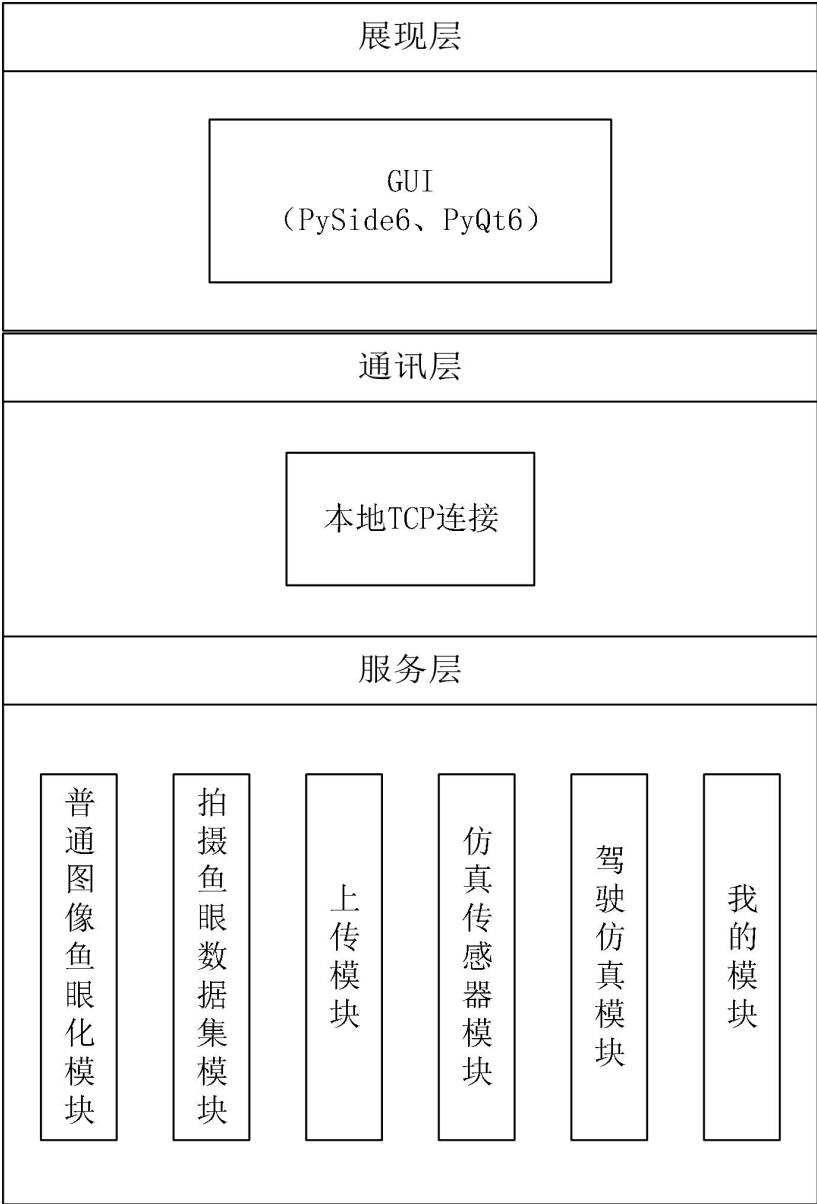 展现层
GUI
（PySide6、PyQt6）
通讯层
本地TCP连接
服务层
普通图像鱼眼化模块
拍摄鱼眼数据集模块
上传模块
仿真传感器模块
驾驶仿真模块
我的模块